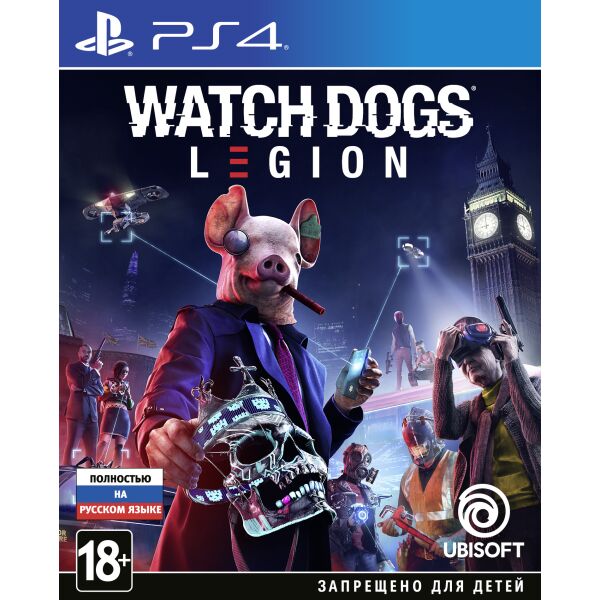 PS4
WATCH DOGS®
LEGION
ПОЛНОСТЬЮ
НА
РУССКОМ ЯЗЫКЕ
18+
UBISOFT
ЗАПРЕЩЕНО ДЛЯ ДЕТЕЙ